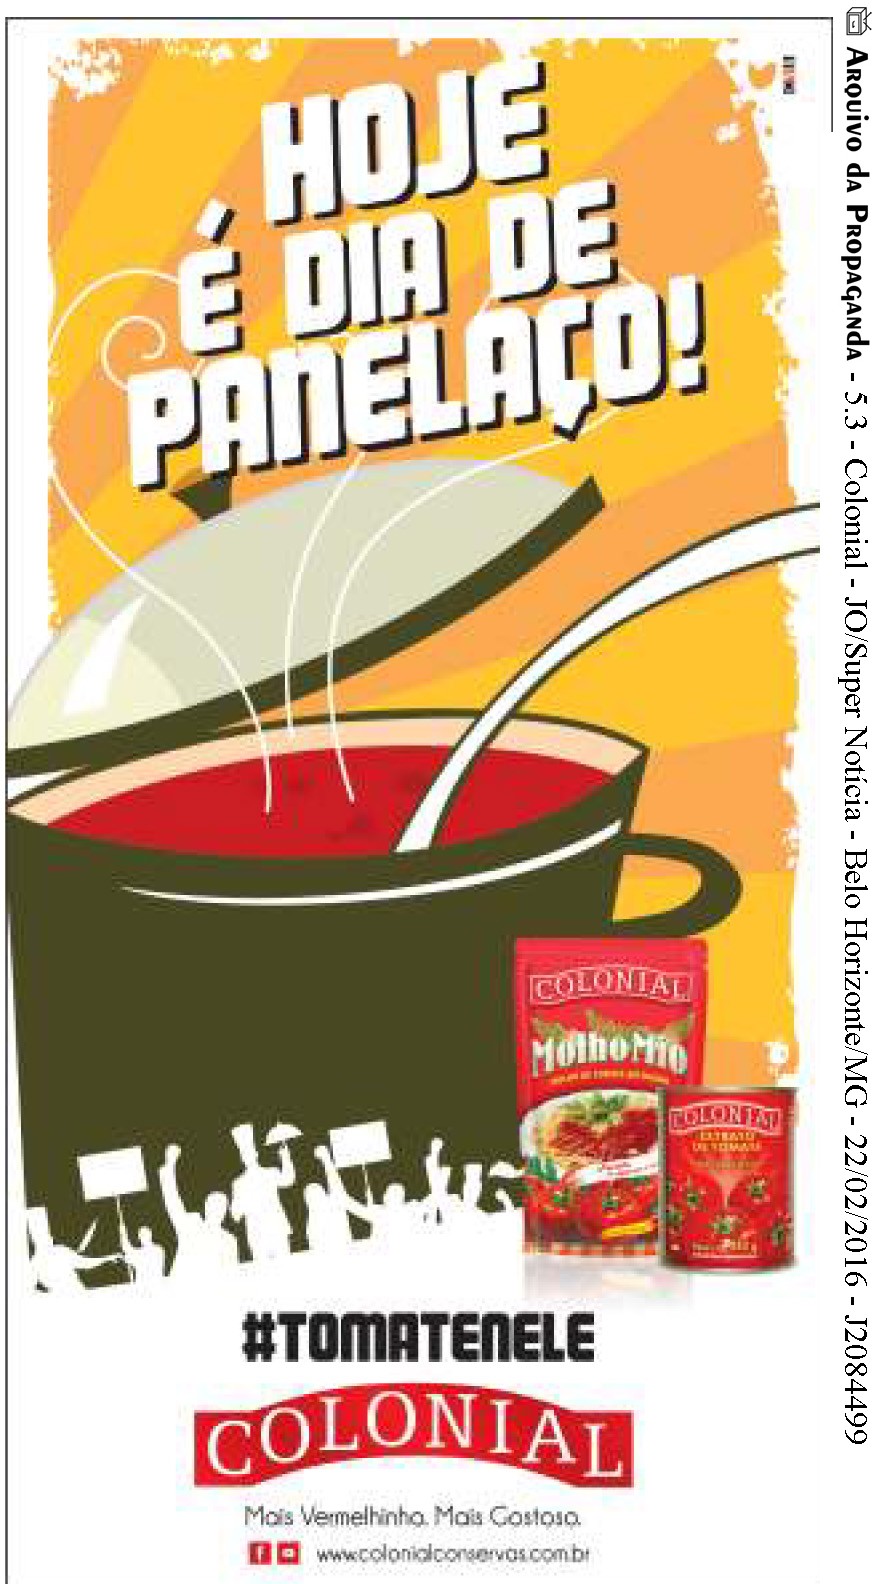 HOJE
É DIA DE
PANELAÇO!
COLONIAL
Molho Mio
COLONIAL
EXTRATO
DE TOMATE
#TOMATENELE
COLONIAL
Mais Vermelhinho. Mais Gostoso.
www.colonialconservas.com.br
Arquivo da Propaganda - 5.3 - Colonial - JO/Super Notícia - Belo Horizonte/MG - 22/02/2016 - J2084499